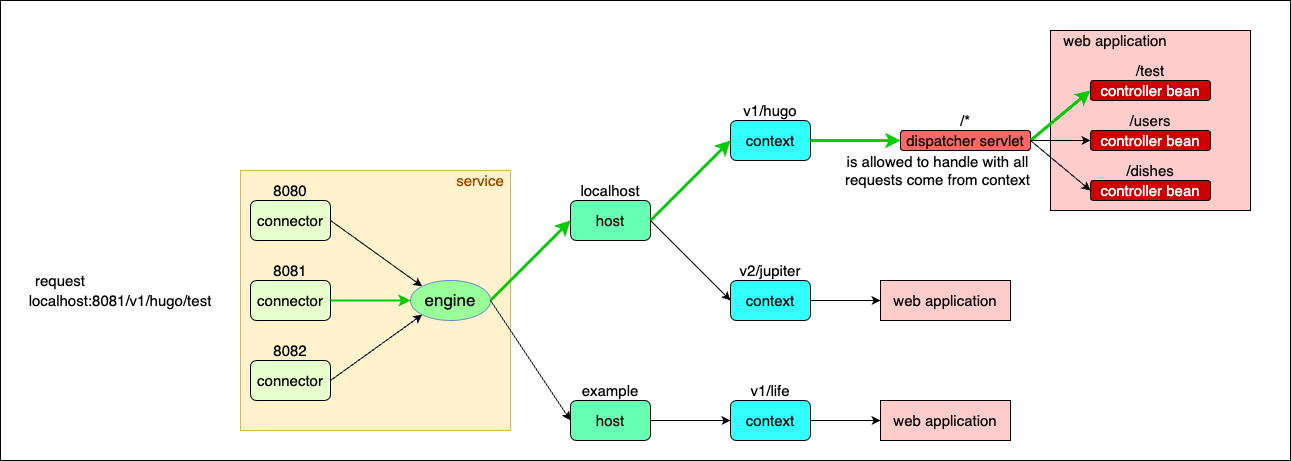 web application
/test
controller bean
/users
controller bean
/dishes
controller bean
v1/hugo
context
/*
dispatcher servlet
is allowed to handle with all
requests come from context
service
8080
connector
8081
connector
8082
connector
engine
request
localhost:8081/v1/hugo/test
localhost
host
v2/jupiter
context
web application
example
host
v1/life
context
web application